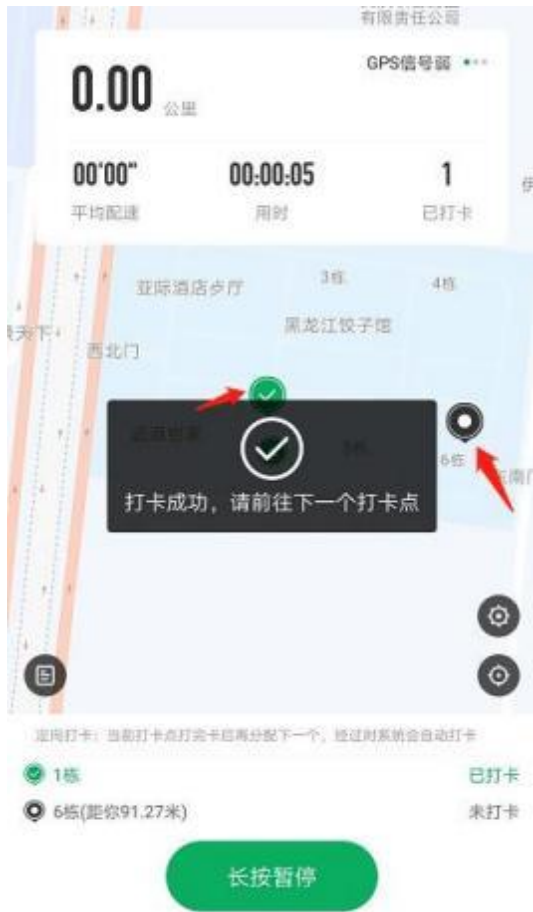 有限责任公司
GPS信号弱
0.00 公里
00'00" 00:00:05 1
平均配速 用时 已打卡
亚际酒店乡厅 3栋 4栋
黑龙江饺子馆
西北门
6栋
打卡成功，请前往下一个打卡点
定向打卡：当前打卡点打完卡后再分配下一个，经过时系统会自动打卡
1栋 已打卡
6栋(距你91.27米) 未打卡
长按暂停